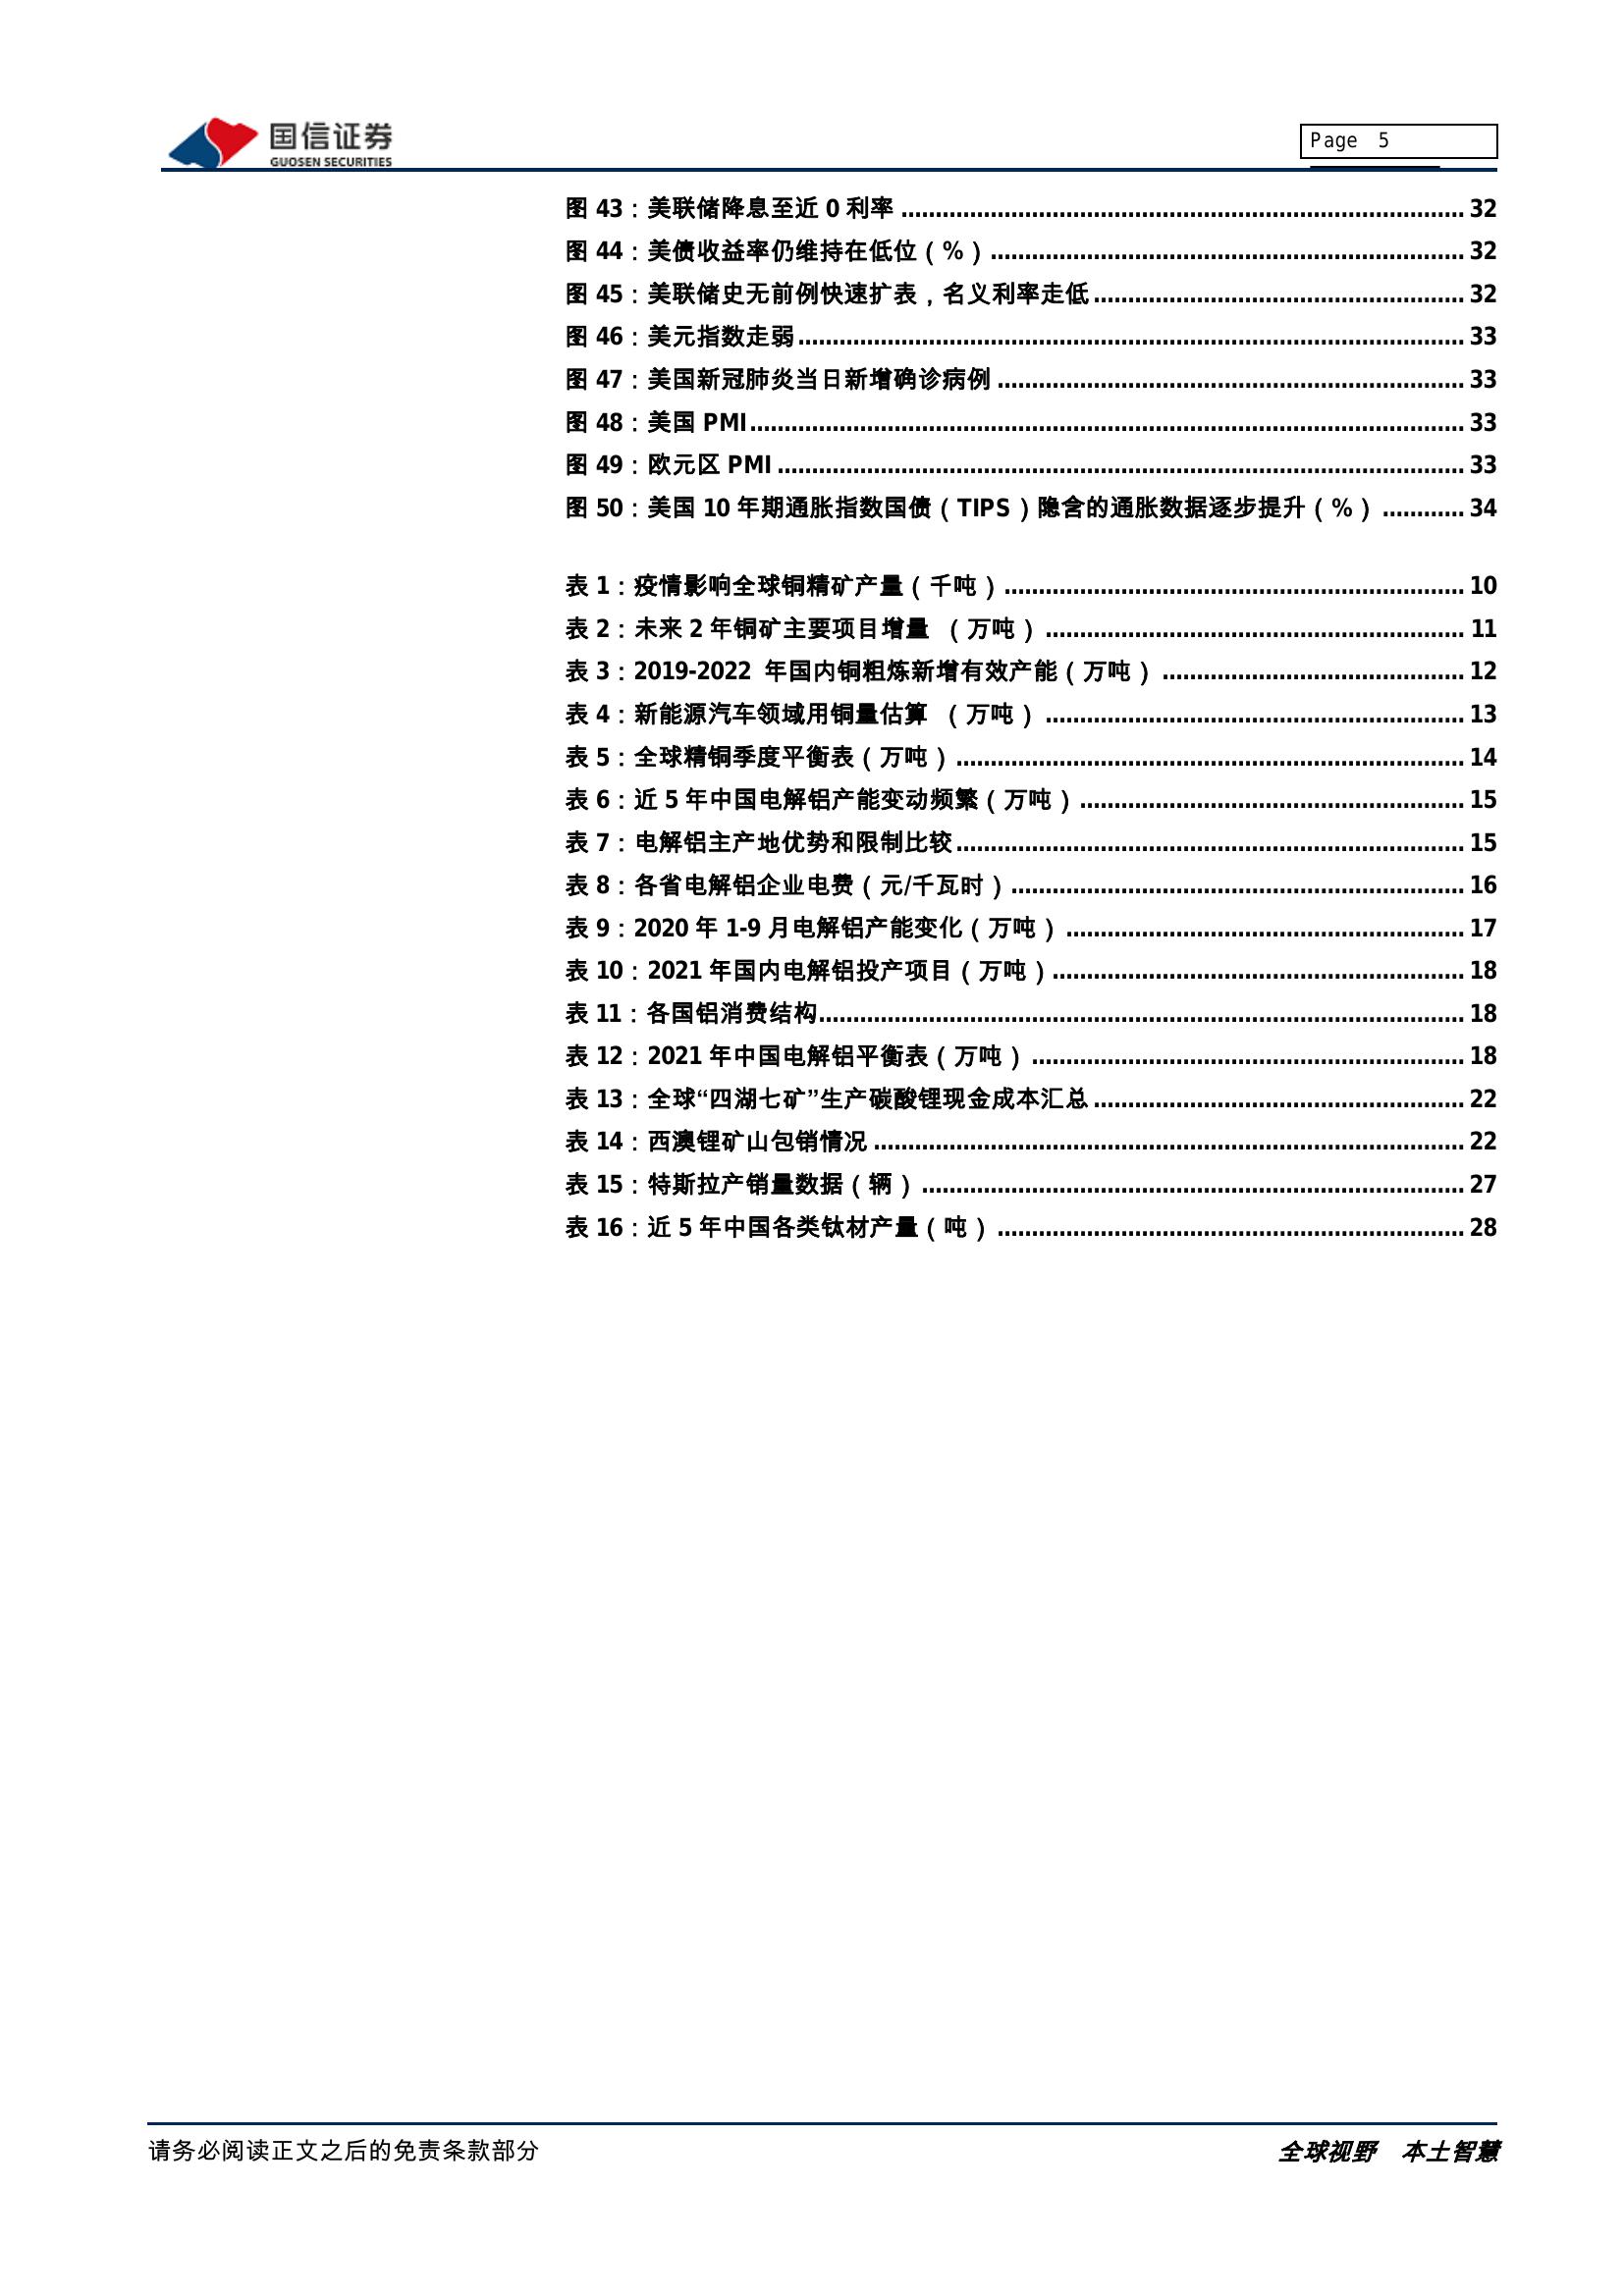 国信证券
GUOSEN SECURITIES
Page 5
图 43：美联储降息至近 0 利率 ........ 32
图 44：美债收益率仍维持在低位（%）........ 32
图 45：美联储史无前例快速扩表，名义利率走低 ........ 32
图 46：美元指数走弱 ........ 33
图 47：美国新冠肺炎当日新增确诊病例 ........ 33
图 48：美国 PMI ........ 33
图 49：欧元区 PMI ........ 33
图 50：美国 10 年期通胀指数国债（TIPS）隐含的通胀数据逐步提升（%）........ 34
表 1：疫情影响全球铜精矿产量（千吨）........ 10
表 2：未来 2 年铜矿主要项目增量 （万吨）........ 11
表 3：2019-2022 年国内铜粗炼新增有效产能（万吨）........ 12
表 4：新能源汽车领域用铜量估算 （万吨）........ 13
表 5：全球精铜季度平衡表（万吨）........ 14
表 6：近 5 年中国电解铝产能变动频繁（万吨）........ 15
表 7：电解铝主产地优势和限制比较 ........ 15
表 8：各省电解铝企业电费（元/千瓦时）........ 16
表 9：2020 年 1-9 月电解铝产能变化（万吨）........ 17
表 10：2021 年国内电解铝投产项目（万吨）........ 18
表 11：各国铝消费结构 ........ 18
表 12：2021 年中国电解铝平衡表（万吨）........ 18
表 13：全球“四湖七矿”生产碳酸锂现金成本汇总 ........ 22
表 14：西澳锂矿山包销情况 ........ 22
表 15：特斯拉产销量数据（辆）........ 27
表 16：近 5 年中国各类钛材产量（吨）........ 28
请务必阅读正文之后的免责条款部分
全球视野 本土智慧